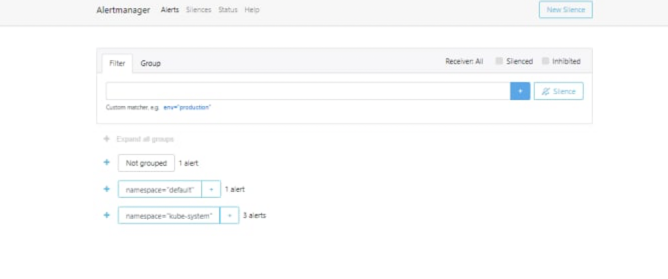 Alertmanager Alerts Silences Status Help New Silence
Filter Group Receiver: All Silenced Inhibited
+ Silence
Custom matcher, e.g. env="production"
+ Expand all groups
+ Not grouped 1 alert
+ namespace="default" + 1 alert
+ namespace="kube-system" + 3 alerts